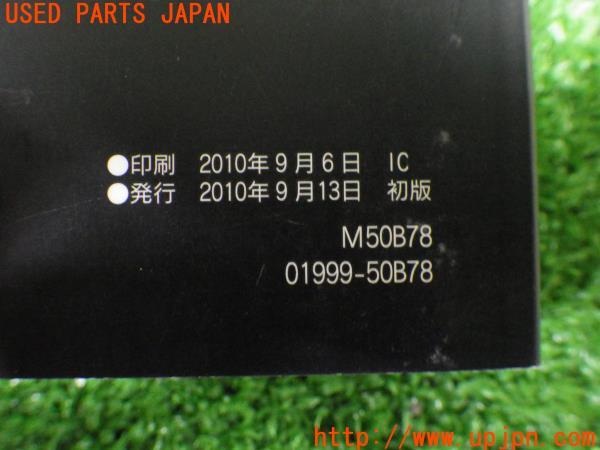 USED PARTS JAPAN
●印刷 2010年9月6日 IC
●発行 2010年9月13日 初版
M50B78
01999-50B78
http://www.upjpn.com